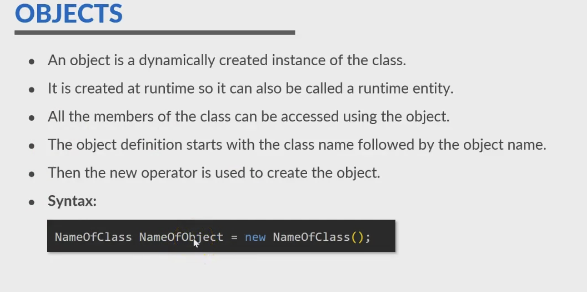 OBJECTS
• An object is a dynamically created instance of the class.
• It is created at runtime so it can also be called a runtime entity.
• All the members of the class can be accessed using the object.
• The object definition starts with the class name followed by the object name.
• Then the new operator is used to create the object.
• Syntax:
NameOfClass NameOfObject = new NameOfClass();